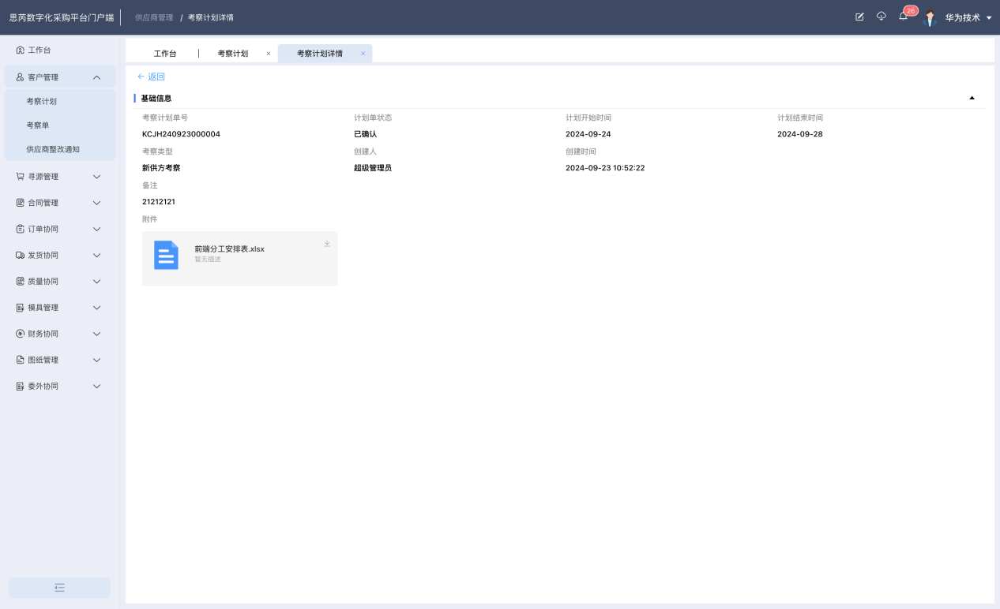 思芮数字化采购平台门户端
供应商管理 / 考察计划详情
26
华为技术
工作台
客户管理
考察计划
考察单
供应商整改通知
寻源管理
合同管理
订单协同
发货协同
质量协同
模具管理
财务协同
图纸管理
委外协同
工作台
考察计划 ×
考察计划详情 ×
← 返回
基础信息
考察计划单号 计划单状态 计划开始时间 计划结束时间
KCJH240923000004 已确认 2024-09-24 2024-09-28
考察类型 创建人 创建时间
新供方考察 超级管理员 2024-09-23 10:52:22
备注
21212121
附件
前端分工安排表.xlsx
暂无描述